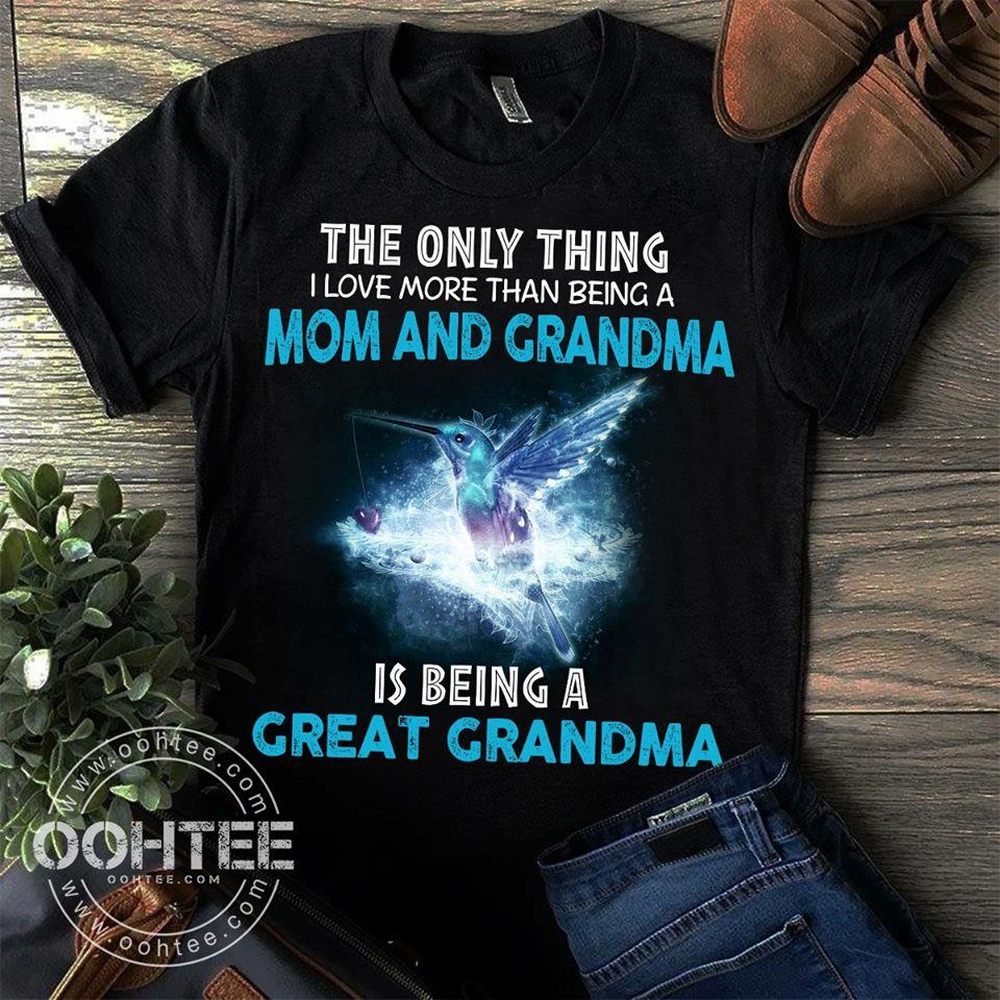 THE ONLY THING
I LOVE MORE THAN BEING A
MOM AND GRANDMA
IS BEING A
GREAT GRANDMA
www.oohtee.com
OOHTEE
OOHTEE.COM
www.oohtee.com